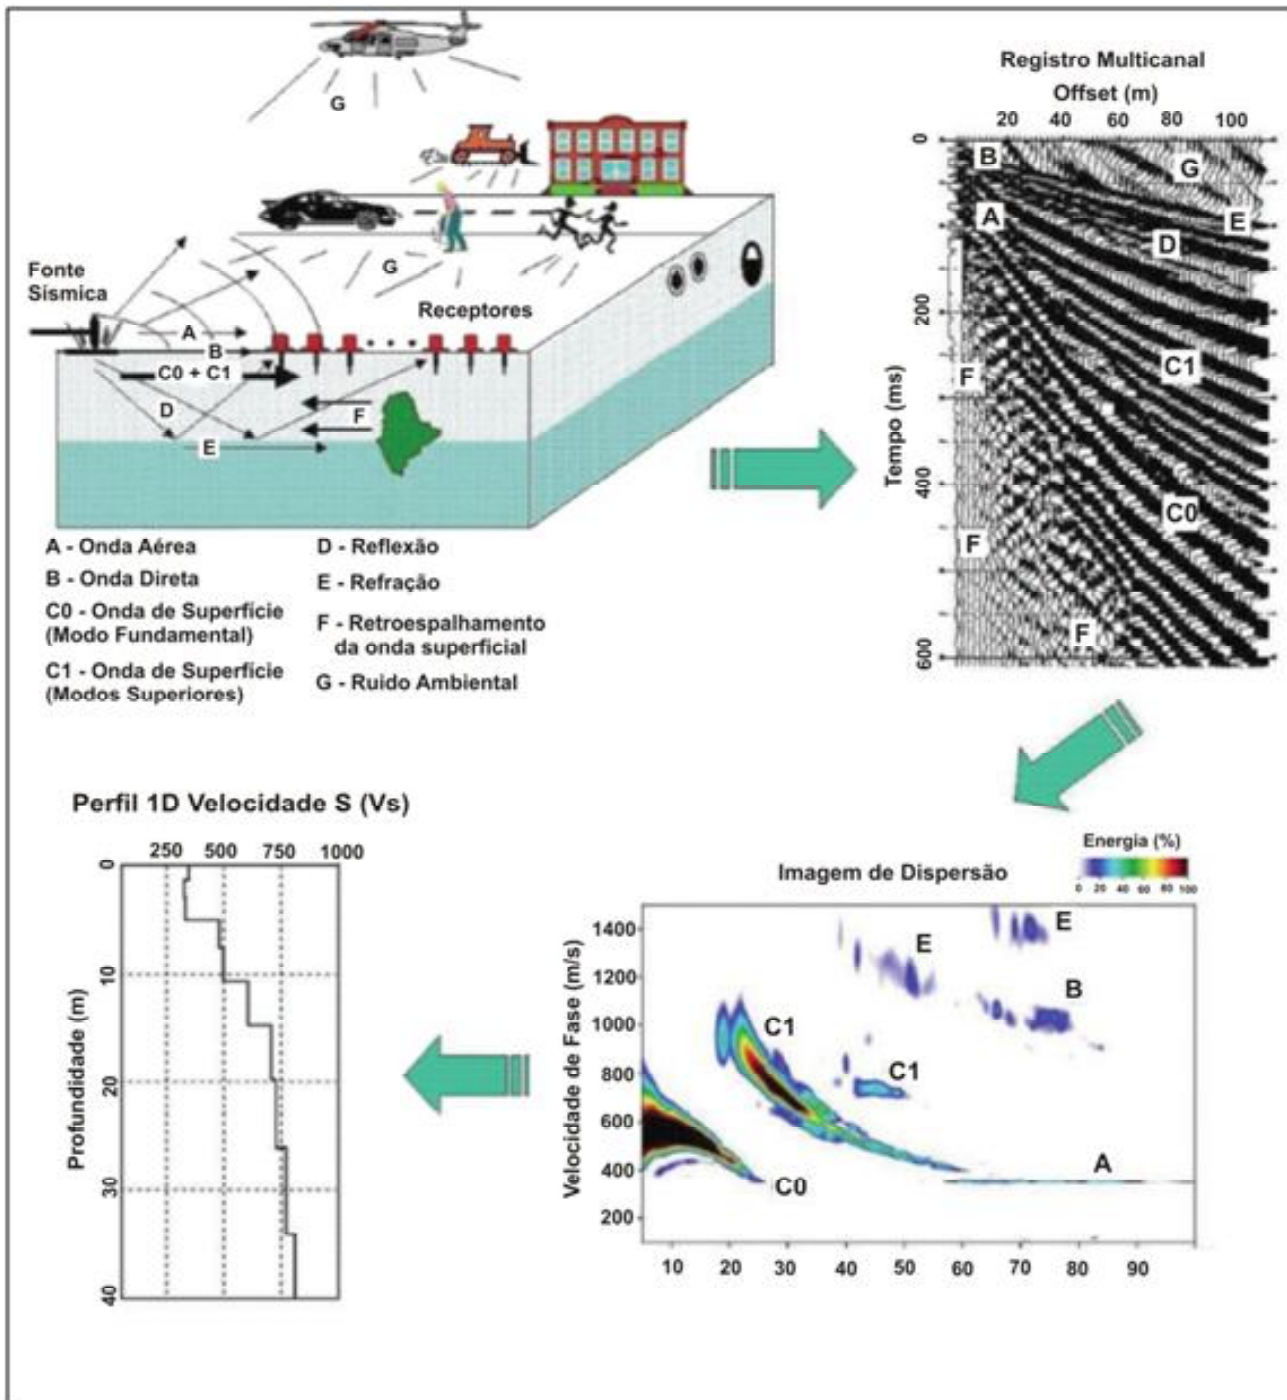 G
G
Fonte
Sísmica
Receptores
A
B
C0 + C1
D
F
E
A - Onda Aérea
B - Onda Direta
C0 - Onda de Superfície
(Modo Fundamental)
C1 - Onda de Superfície
(Modos Superiores)
D - Reflexão
E - Refração
F - Retroespalhamento
da onda superficial
G - Ruido Ambiental
Registro Multicanal
Offset (m)
20 40 60 80 100
Tempo (ms)
0
200
400
600
B
G
A
E
D
F
C1
C0
F
F
Perfil 1D Velocidade S (Vs)
250 500 750 1000
Profundidade (m)
0
10
20
30
40
Energia (%)
0 20 40 60 80 100
Imagem de Dispersão
Velocidade de Fase (m/s)
1400
1200
1000
800
600
400
200
E
E
B
C1
C1
A
C0
10 20 30 40 50 60 70 80 90